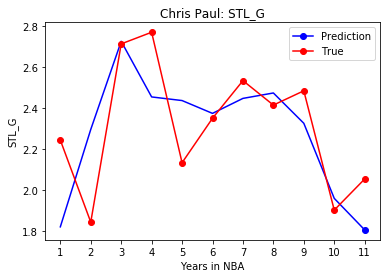 Chris Paul: STL_G
Prediction
True
2.8
2.6
2.4
2.2
2.0
1.8
STL_G
1 2 3 4 5 6 7 8 9 10 11
Years in NBA